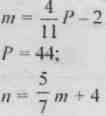 m = 4/11 P - 2
P = 44;
n = 5/7 m + 4